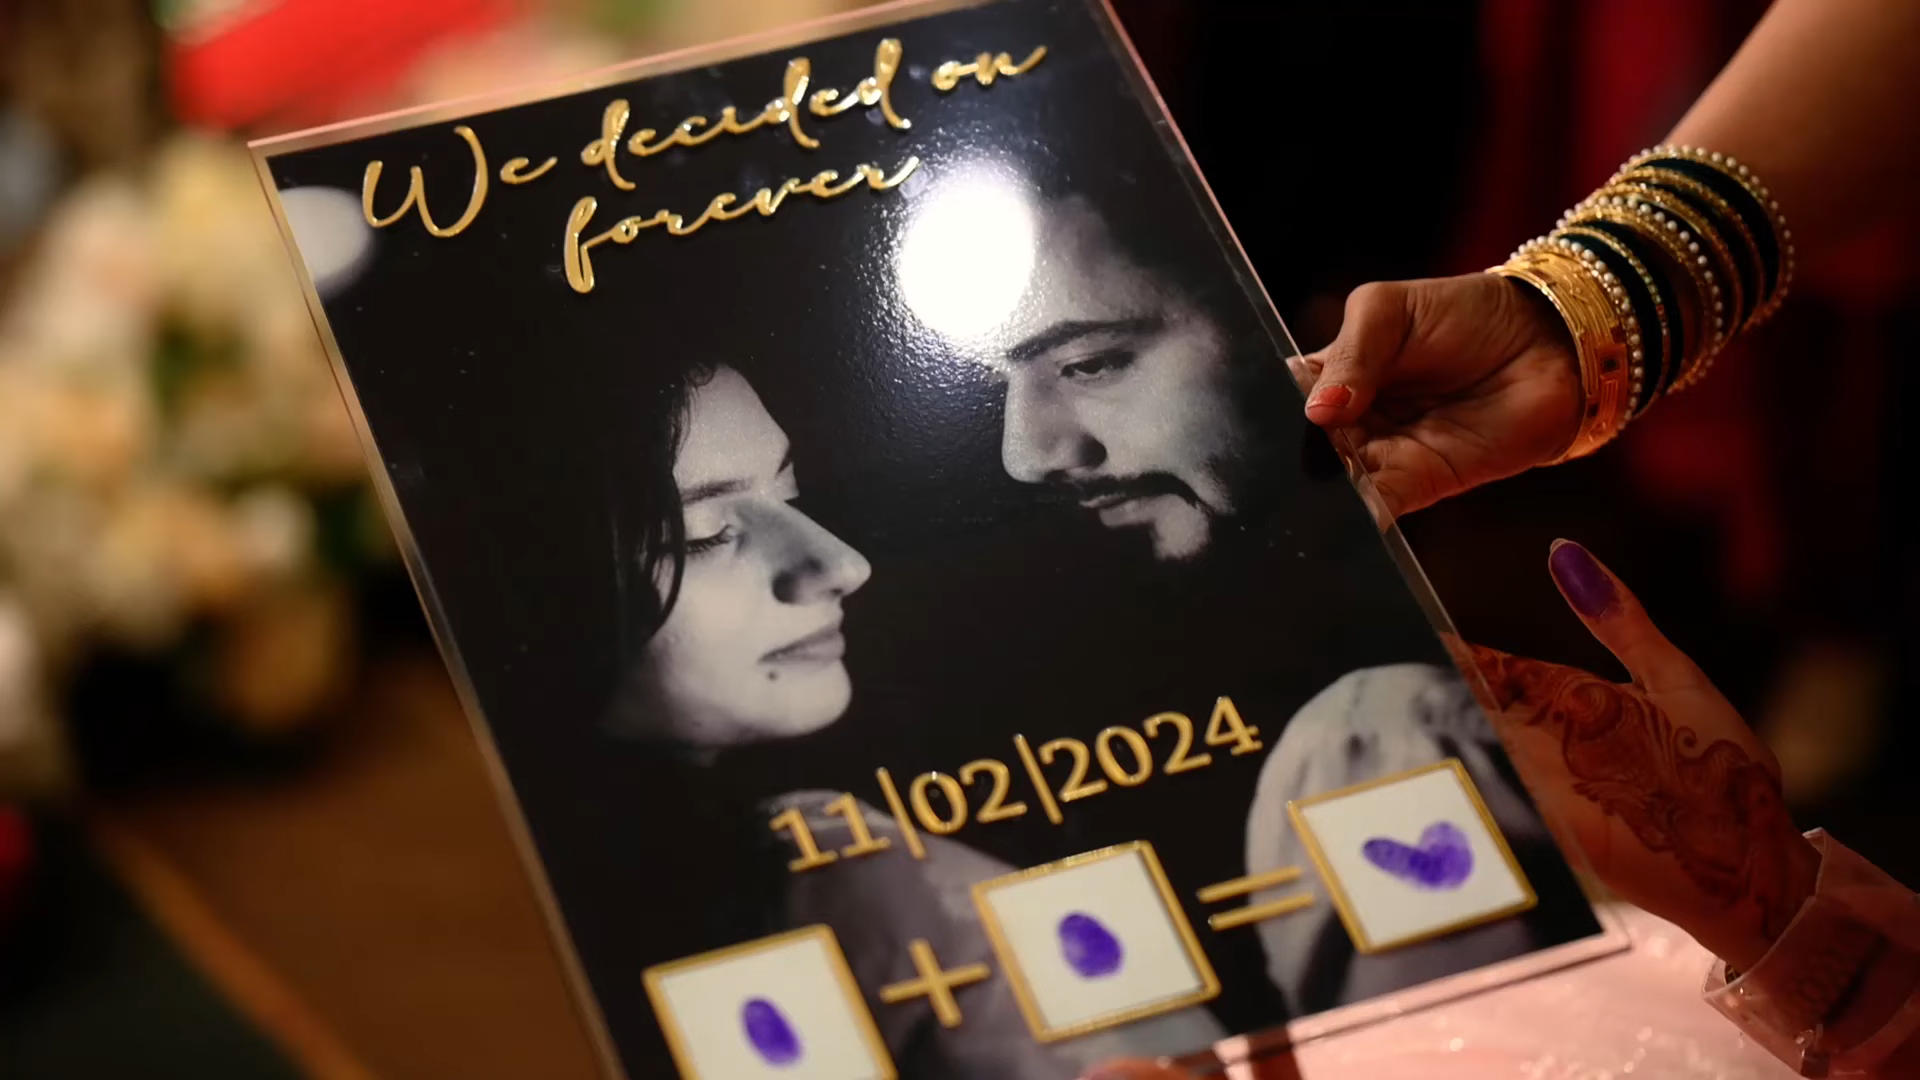 We decided on
forever
11|02|2024
+ =